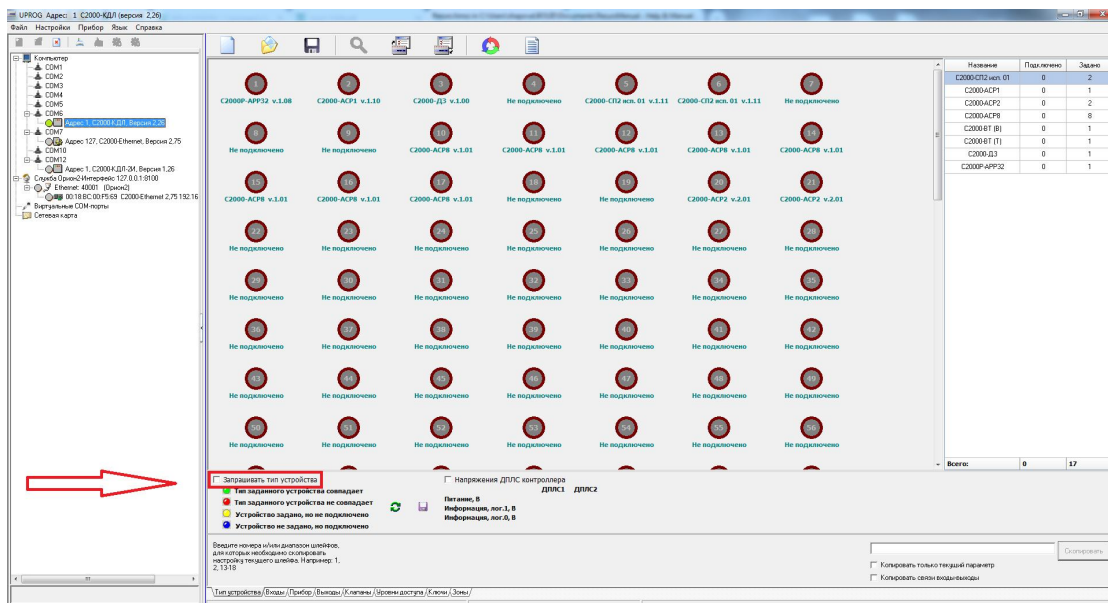 UPROG Адрес: 1 С2000-КДЛ (версия 2,26)
Файл Настройки Прибор Язык Справка
Компьютер
COM1
COM2
COM3
COM4
COM5
COM6
Адрес 1, С2000-КДЛ, Версия 2,26
COM7
Адрес 127, С2000-Ethernet, Версия 2,75
COM10
COM12
Адрес 1, С2000-КДЛ-2И, Версия 1,26
Служба Орион2-Интерфейс 127.0.0.1:8100
Ethernet: 40001 (Орион2)
00:18:BC:00:F5:69 С2000-Ethernet 2,75 192.16
Виртуальные COM-порты
Сетевая карта
1 2 3 4 5 6 7
С2000Р-АРР32 v.1.08 С2000-АСР1 v.1.10 С2000-ДЗ v.1.00 Не подключено С2000-СП2 исп. 01 v.1.11 С2000-СП2 исп. 01 v.1.11 Не подключено
8 9 10 11 12 13 14
Не подключено Не подключено С2000-АСР8 v.1.01 С2000-АСР8 v.1.01 С2000-АСР8 v.1.01 С2000-АСР8 v.1.01 С2000-АСР8 v.1.01
15 16 17 18 19 20 21
С2000-АСР8 v.1.01 С2000-АСР8 v.1.01 С2000-АСР8 v.1.01 Не подключено Не подключено С2000-АСР2 v.2.01 С2000-АСР2 v.2.01
22 23 24 25 26 27 28
Не подключено Не подключено Не подключено Не подключено Не подключено Не подключено Не подключено
29 30 31 32 33 34 35
Не подключено Не подключено Не подключено Не подключено Не подключено Не подключено Не подключено
36 37 38 39 40 41 42
Не подключено Не подключено Не подключено Не подключено Не подключено Не подключено Не подключено
43 44 45 46 47 48 49
Не подключено Не подключено Не подключено Не подключено Не подключено Не подключено Не подключено
50 51 52 53 54 55 56
Не подключено Не подключено Не подключено Не подключено Не подключено Не подключено Не подключено
Название Подключено Задано
С2000-СП2 исп. 01 0 2
С2000-АСР1 0 1
С2000-АСР2 0 2
С2000-АСР8 0 8
С2000-ВТ (В) 0 1
С2000-ВТ (Т) 0 1
С2000-ДЗ 0 1
С2000Р-АРР32 0 1
Всего: 0 17
Запрашивать тип устройства
Тип заданного устройства совпадает
Тип заданного устройства не совпадает
Устройство задано, но не подключено
Устройство не задано, но подключено
Напряжения ДПЛС контроллера
ДПЛС1 ДПЛС2
Питание, В
Информация, лог.1, В
Информация, лог.0, В
Введите номера и/или диапазон шлейфов,
для которых необходимо скопировать
настройку текущего шлейфа. Например: 1,
2, 13-18
Скопировать
Копировать только текущий параметр
Копировать связи входы-выходы
Тип устройства Входы Прибор Выходы Клапаны Уровни доступа Ключи Зоны